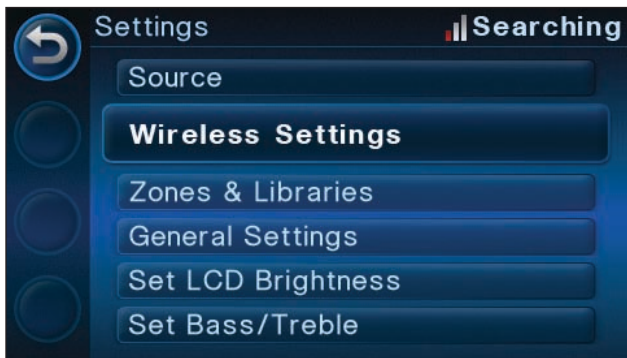 Settings Searching
Source
Wireless Settings
Zones & Libraries
General Settings
Set LCD Brightness
Set Bass/Treble